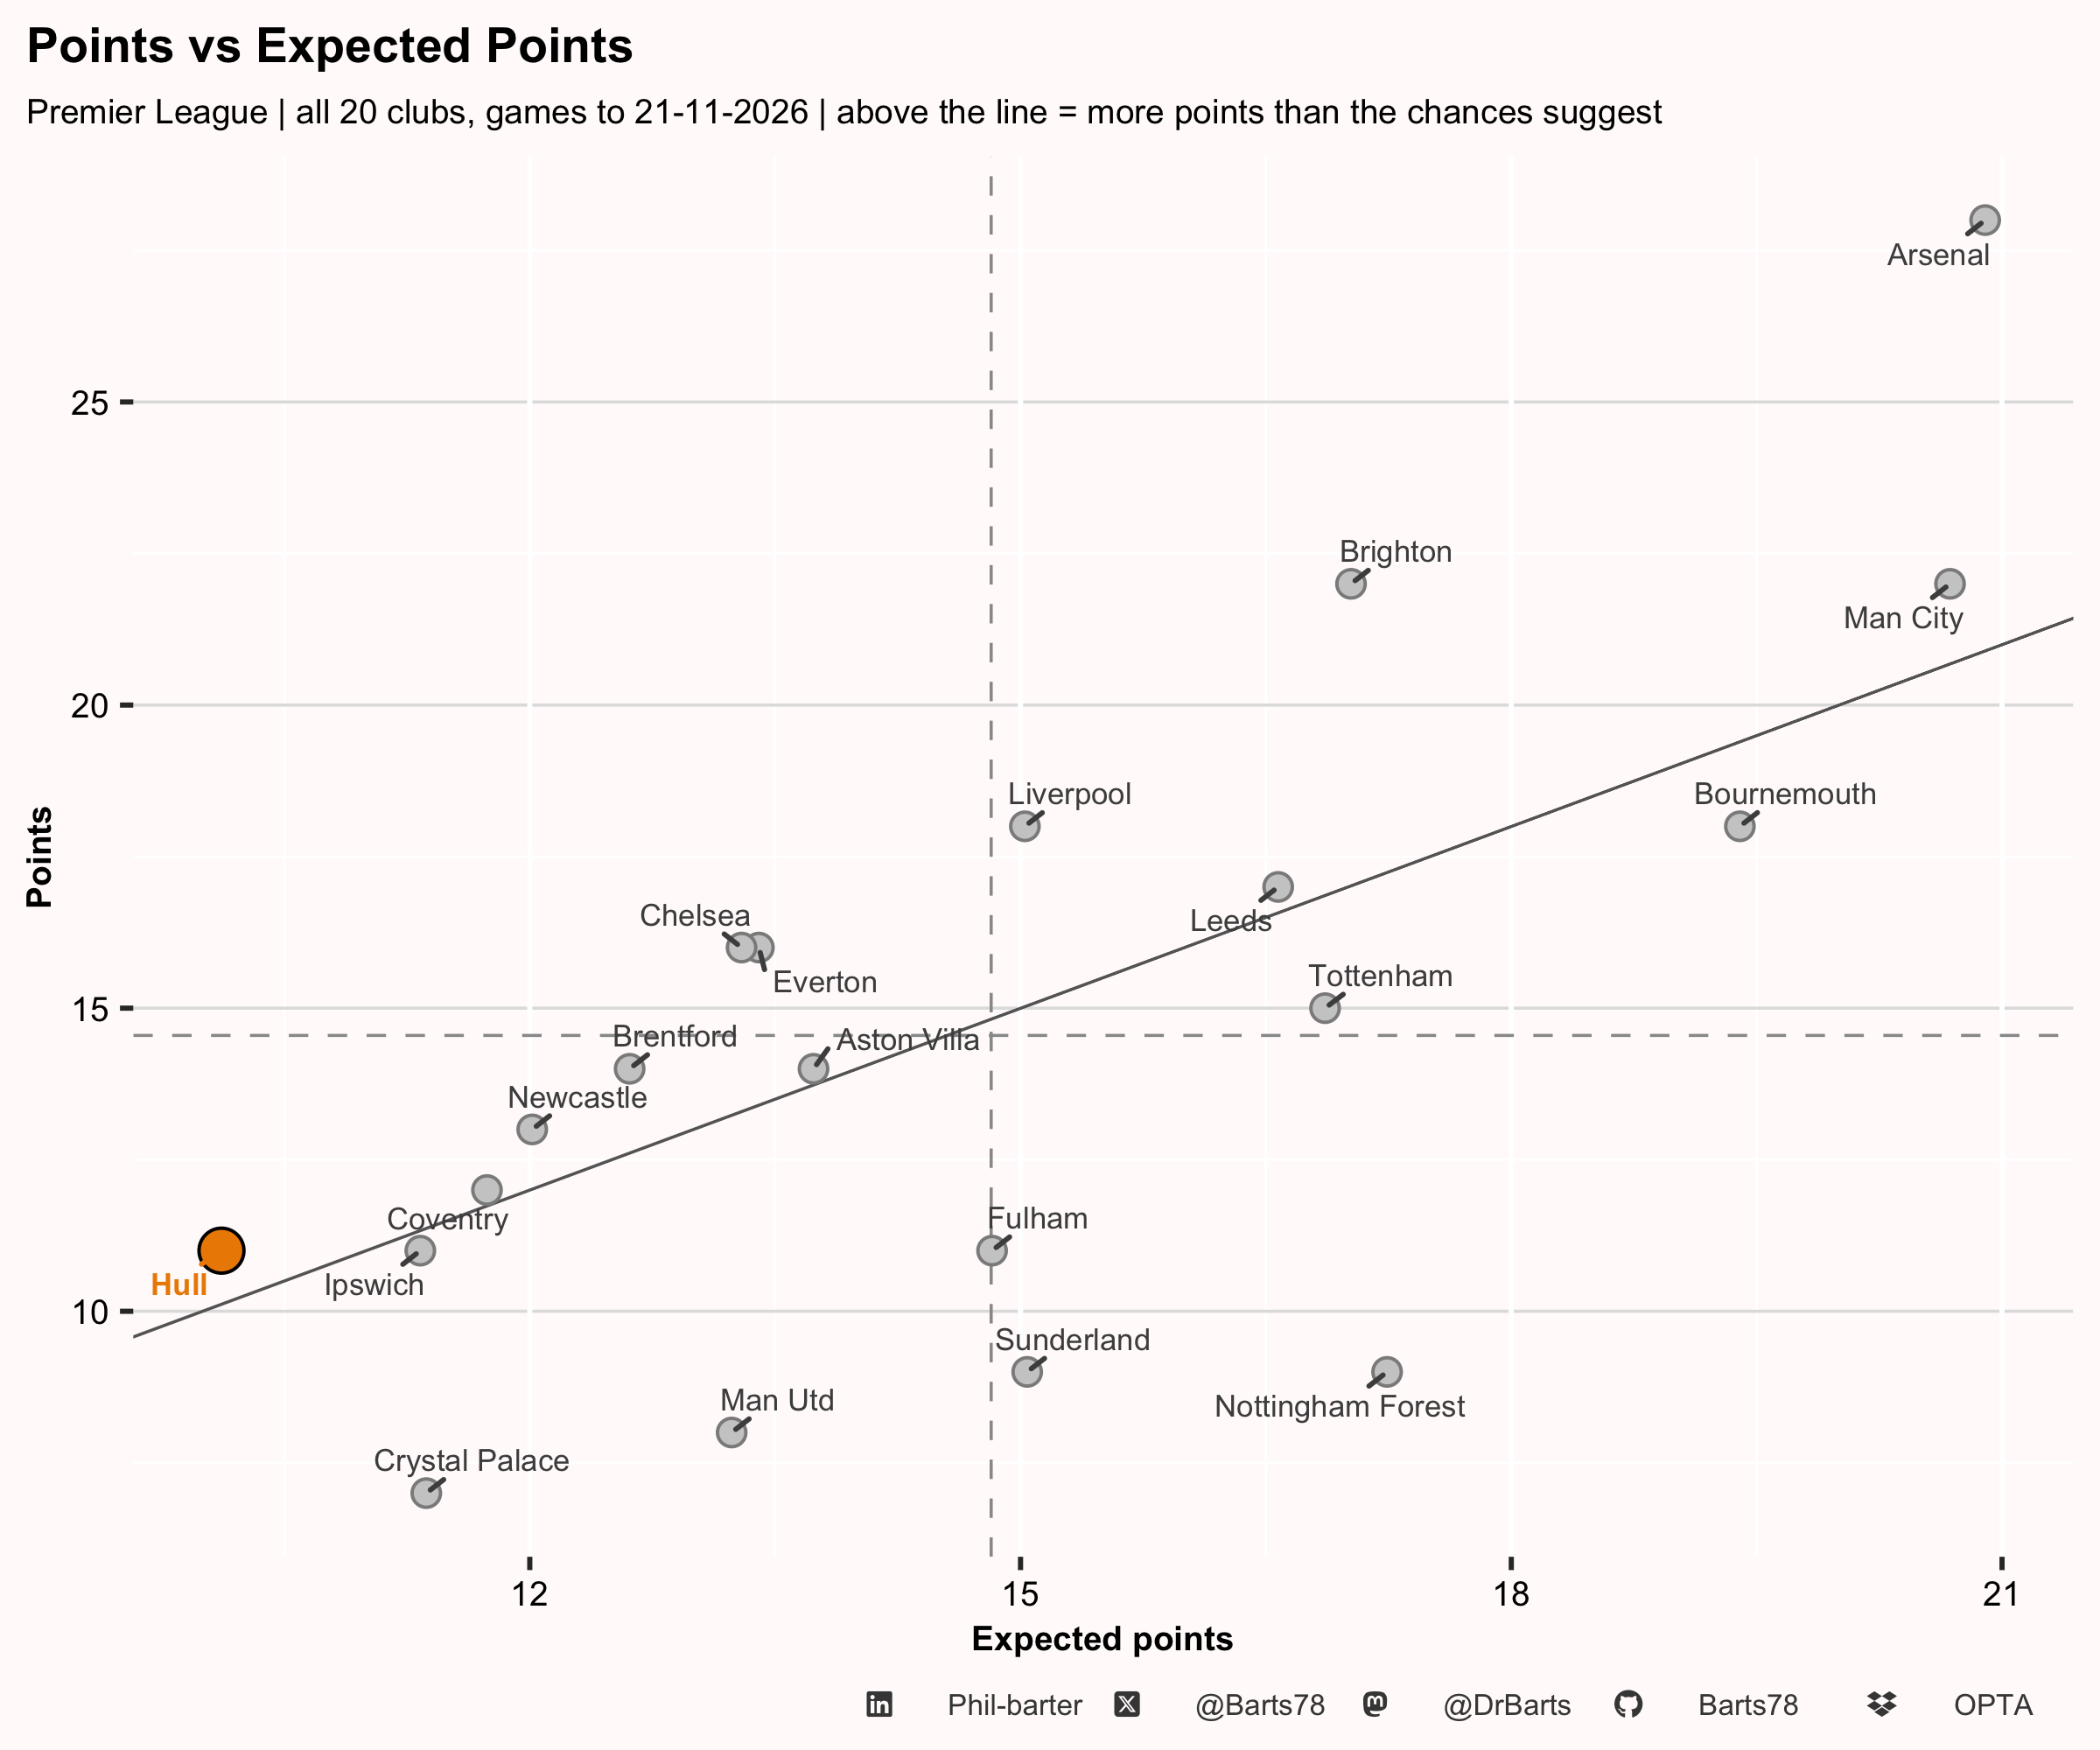 Points vs Expected Points
Premier League | all 20 clubs, games to 21-11-2026 | above the line = more points than the chances suggest
Arsenal
25
Brighton
Man City
20
Liverpool
Bournemouth
Points
Chelsea
Leeds
Everton
Tottenham
15
Brentford
Aston Villa
Newcastle
Coventry
Fulham
Hull
Ipswich
10
Sunderland
Man Utd
Nottingham Forest
Crystal Palace
12 15 18 21
Expected points
Phil-barter @Barts78 @DrBarts Barts78 OPTA